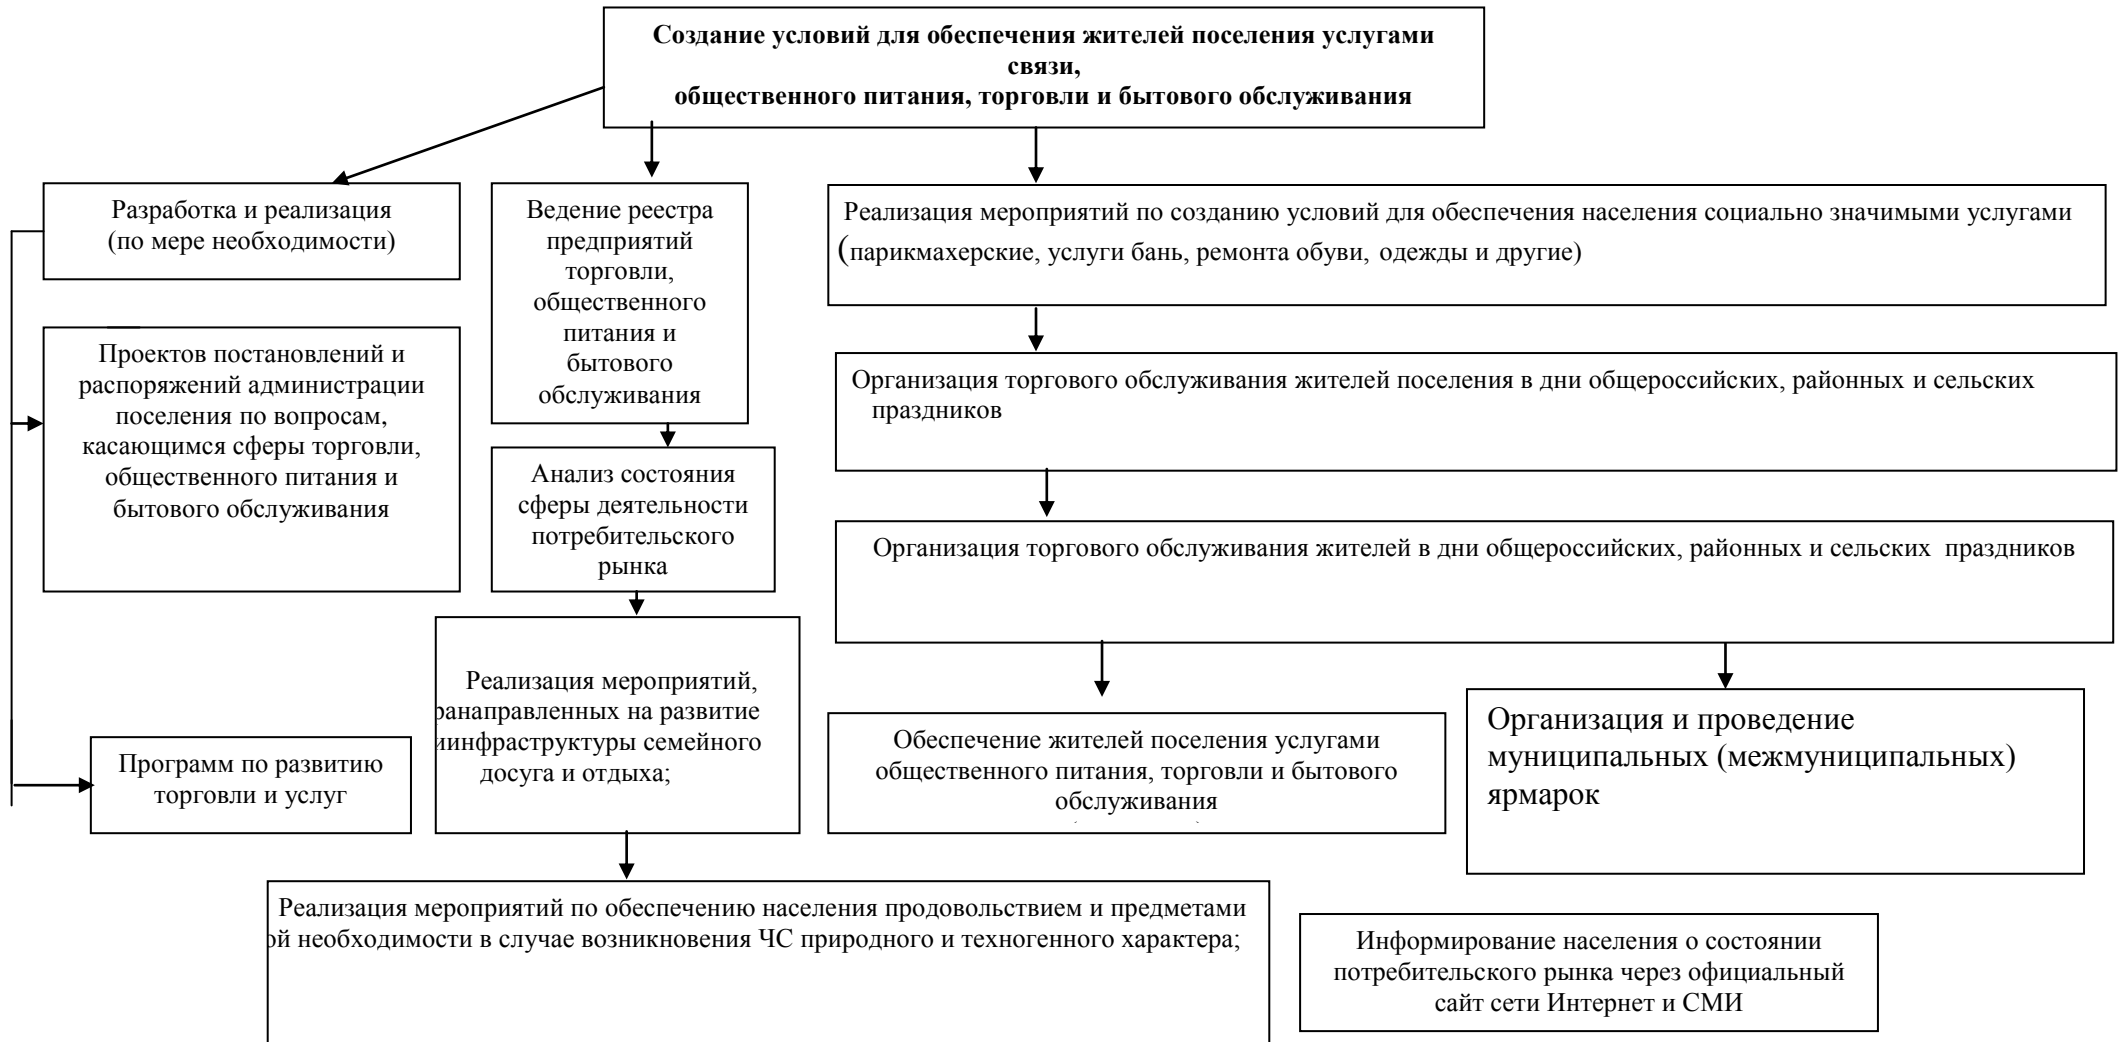 Создание условий для обеспечения жителей поселения услугами
связи,
общественного питания, торговли и бытового обслуживания
Разработка и реализация
(по мере необходимости)
Проектов постановлений и
распоряжений администрации
поселения по вопросам,
касающимся сферы торговли,
общественного питания и
бытового обслуживания
Программ по развитию
торговли и услуг
Ведение реестра
предприятий
торговли,
общественного
питания и
бытового
обслуживания
Анализ состояния
сферы деятельности
потребительского
рынка
Реализация мероприятий,
ранаправленных на развитие
иинфраструктуры семейного
досуга и отдыха;
Реализация мероприятий по обеспечению населения продовольствием и предметами
ой необходимости в случае возникновения ЧС природного и техногенного характера;
Реализация мероприятий по созданию условий для обеспечения населения социально значимыми услугами
(парикмахерские, услуги бань, ремонта обуви, одежды и другие)
Организация торгового обслуживания жителей поселения в дни общероссийских, районных и сельских
праздников
Организация торгового обслуживания жителей в дни общероссийских, районных и сельских праздников
Обеспечение жителей поселения услугами
общественного питания, торговли и бытового
обслуживания
Организация и проведение
муниципальных (межмуниципальных)
ярмарок
Информирование населения о состоянии
потребительского рынка через официальный
сайт сети Интернет и СМИ